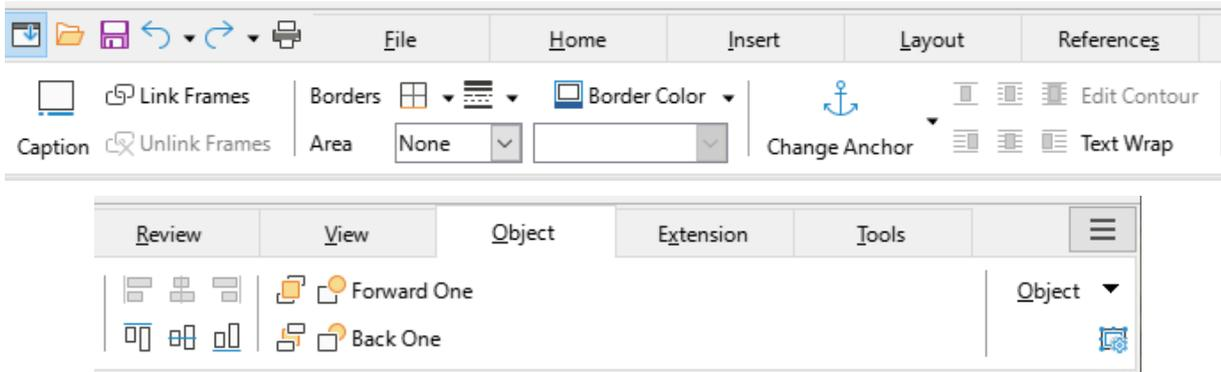 File Home Insert Layout References
Link Frames Borders Border Color Edit Contour
Caption Unlink Frames Area None Change Anchor Text Wrap
Review View Object Extension Tools
Forward One Object
Back One